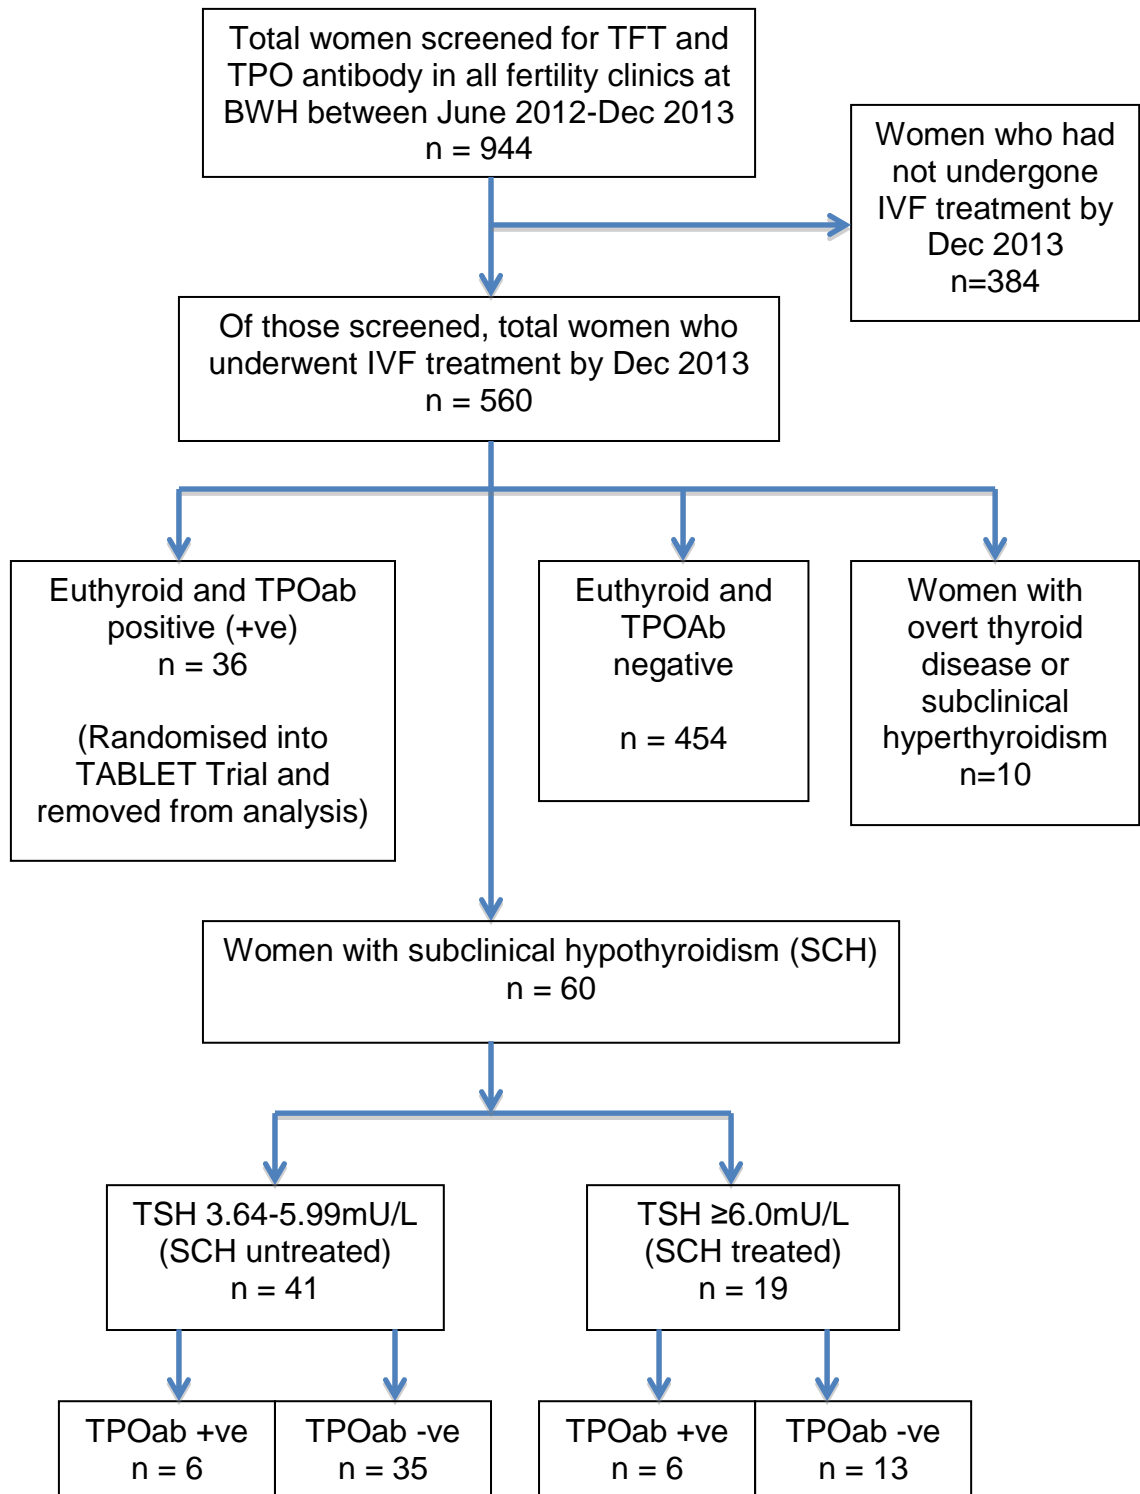 Total women screened for TFT and
TPO antibody in all fertility clinics at
BWH between June 2012-Dec 2013
n = 944
Women who had
not undergone
IVF treatment by
Dec 2013
n=384
Of those screened, total women who
underwent IVF treatment by Dec 2013
n = 560
Euthyroid and TPOab
positive (+ve)
n = 36
(Randomised into
TABLET Trial and
removed from analysis)
Euthyroid and
TPOAb
negative
n = 454
Women with
overt thyroid
disease or
subclinical
hyperthyroidism
n=10
Women with subclinical hypothyroidism (SCH)
n = 60
TSH 3.64-5.99mU/L
(SCH untreated)
n = 41
TSH ≥6.0mU/L
(SCH treated)
n = 19
TPOab +ve
n = 6
TPOab -ve
n = 35
TPOab +ve
n = 6
TPOab -ve
n = 13